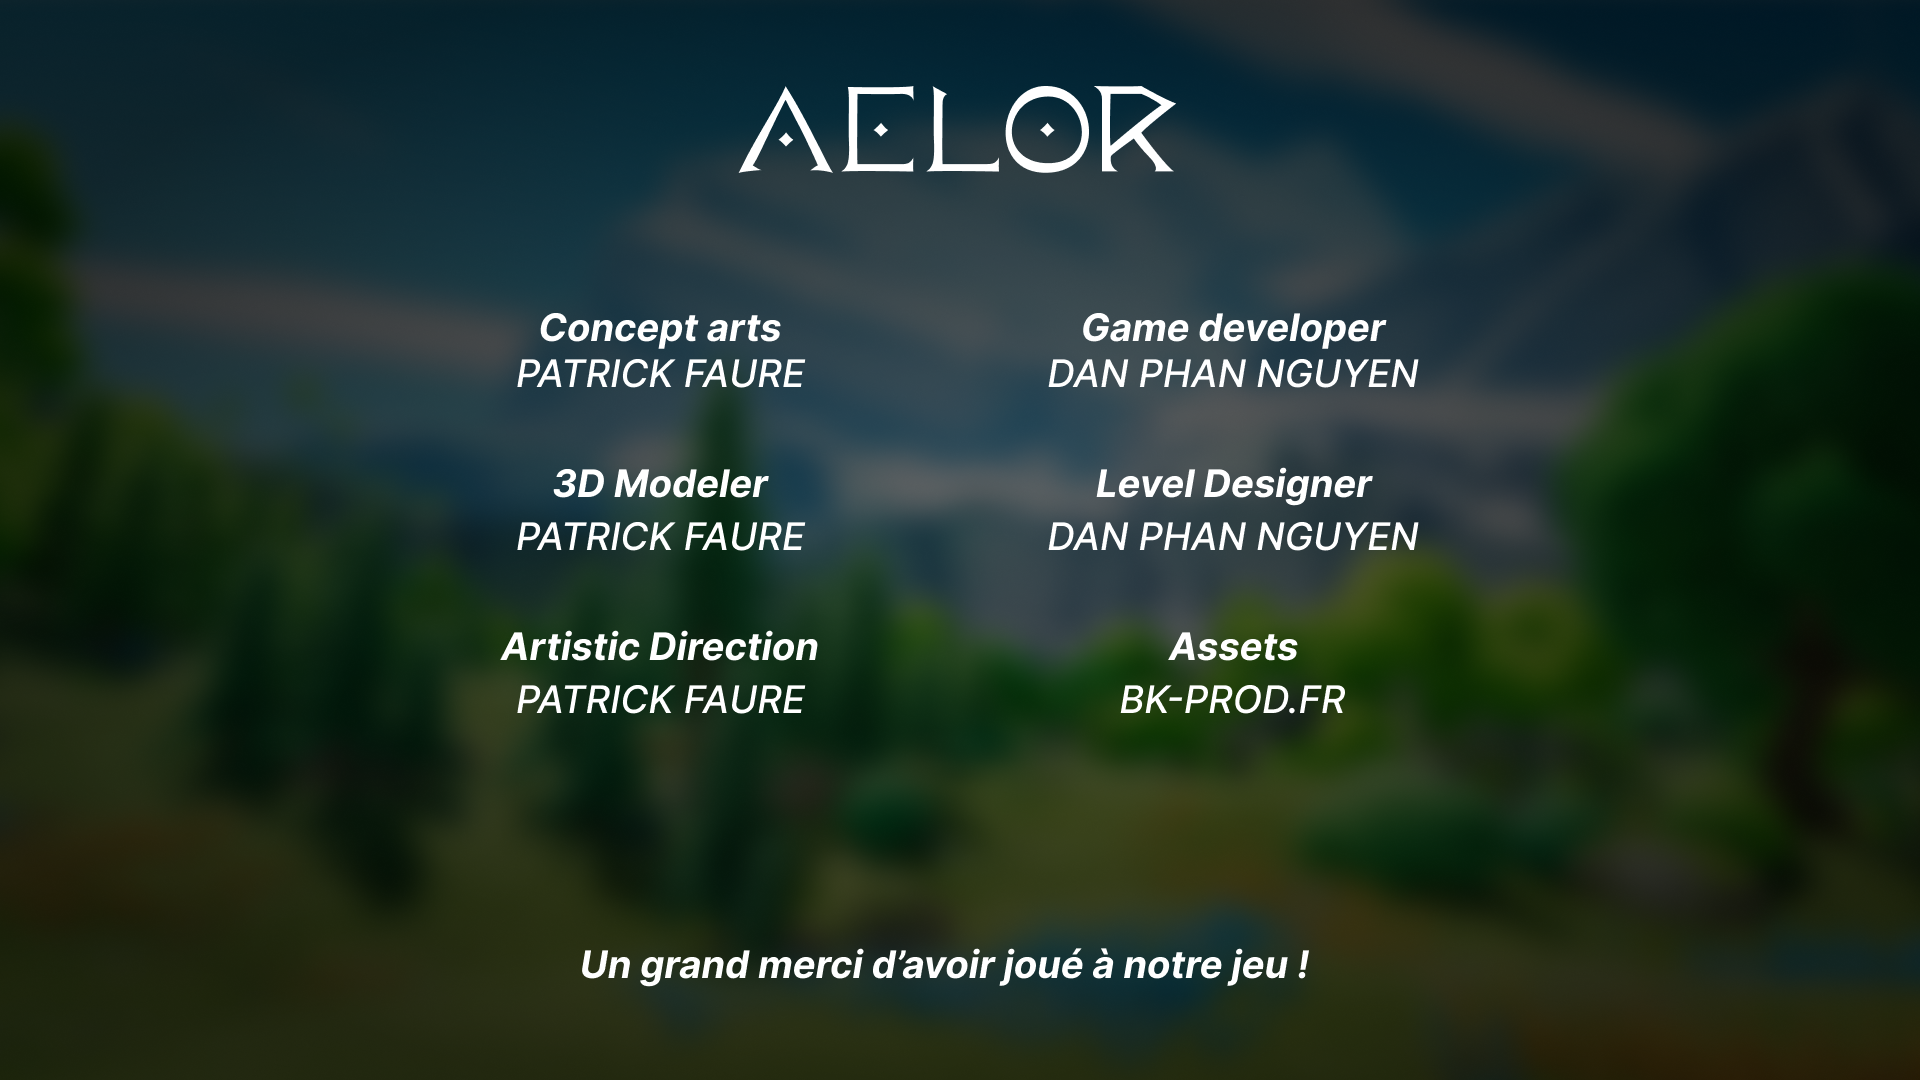 AELOR
Concept arts
PATRICK FAURE
Game developer
DAN PHAN NGUYEN
3D Modeler
PATRICK FAURE
Level Designer
DAN PHAN NGUYEN
Artistic Direction
PATRICK FAURE
Assets
BK-PROD.FR
Un grand merci d’avoir joué à notre jeu !